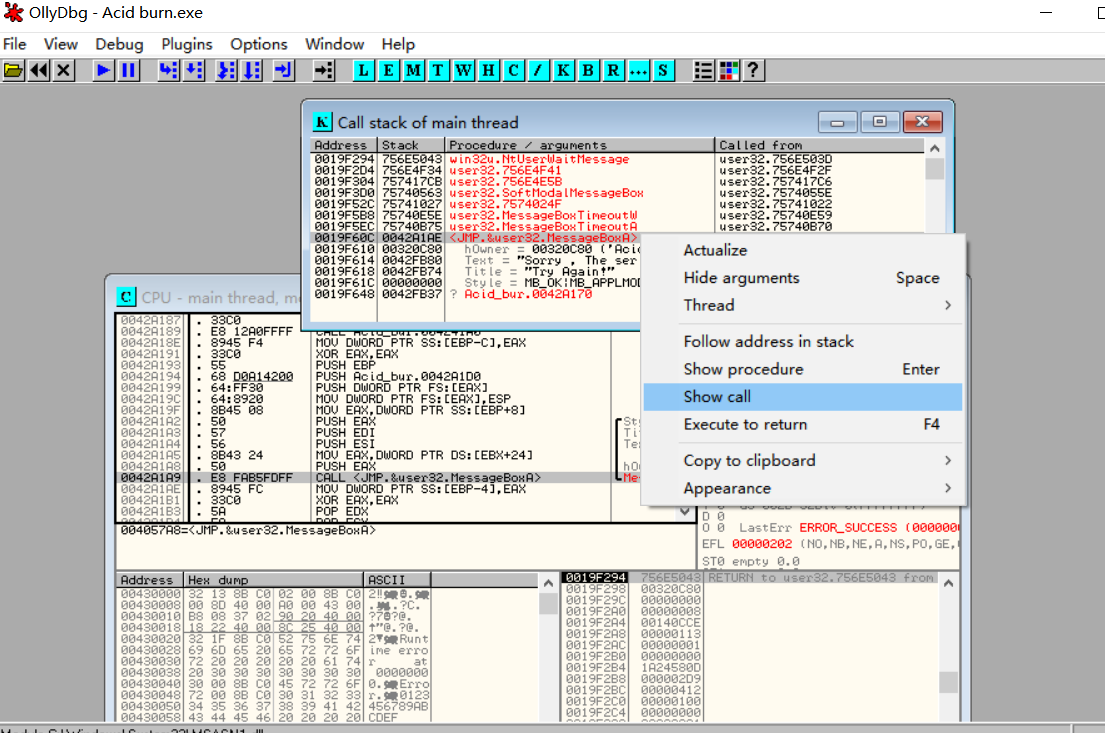 OllyDbg - Acid burn.exe
File View Debug Plugins Options Window Help
L E M T W H C / K B R ... S ?
K Call stack of main thread
Address Stack Procedure / arguments Called from
0019F294 756E5043 win32u.NtUserWaitMessage user32.756E503D
0019F2D4 756E4F34 user32.756E4F41 user32.756E4F2F
0019F304 757417CB user32.756E4E5B user32.757417C6
0019F3D0 75740563 user32.SoftModalMessageBox user32.7574055E
0019F52C 75741027 user32.7574024F user32.75741022
0019F5B8 75740E5E user32.MessageBoxTimeoutW user32.75740E59
0019F5EC 75740B75 user32.MessageBoxTimeoutA user32.75740B70
0019F60C 0042A1AE <JMP.&user32.MessageBoxA>
0019F610 00320C80 hOwner = 00320C80 ('Acid
0019F614 0042FB80 Text = "Sorry , The ser
0019F618 0042FB74 Title = "Try Again!"
0019F61C 00000000 Style = MB_OK|MB_APPLMOD
0019F648 0042FB37 ? Acid_bur.0042A170
Actualize
Hide arguments Space
Thread
Follow address in stack
Show procedure Enter
Show call
Execute to return F4
Copy to clipboard
Appearance
C CPU - main thread, mo
0042A187 . 33C0
0042A189 . E8 12A0FFFF CALL Acid_bur.004241A0
0042A18E . 8945 F4 MOV DWORD PTR SS:[EBP-C],EAX
0042A191 . 33C0 XOR EAX,EAX
0042A193 . 55 PUSH EBP
0042A194 . 68 D0A14200 PUSH Acid_bur.0042A1D0
0042A199 . 64:FF30 PUSH DWORD PTR FS:[EAX]
0042A19C . 64:8920 MOV DWORD PTR FS:[EAX],ESP
0042A19F . 8B45 08 MOV EAX,DWORD PTR SS:[EBP+8]
0042A1A2 . 50 PUSH EAX
0042A1A3 . 57 PUSH EDI
0042A1A4 . 56 PUSH ESI
0042A1A5 . 8B43 24 MOV EAX,DWORD PTR DS:[EBX+24]
0042A1A8 . 50 PUSH EAX
0042A1A9 . E8 FAB5FDFF CALL <JMP.&user32.MessageBoxA>
0042A1AE . 8945 FC MOV DWORD PTR SS:[EBP-4],EAX
0042A1B1 . 33C0 XOR EAX,EAX
0042A1B3 . 5A POP EDX
004057A8=<JMP.&user32.MessageBoxA>
D 0
O 0 LastErr ERROR_SUCCESS (0000000
EFL 00000202 (NO,NB,NE,A,NS,PO,GE,
ST0 empty 0.0
Address Hex dump ASCII
00430000 32 13 8B C0 02 00 8B C0
00430008 00 8D 40 00 A0 00 43 00
00430010 B8 08 37 02 90 20 40 00
00430018 18 22 40 00 8C 25 40 00
00430020 32 1F 8B C0 52 75 6E 74
00430028 69 6D 65 20 65 72 72 6F ime erro
00430030 72 20 20 20 20 20 61 74 r at
00430038 20 30 30 30 30 30 30 30 0000000
00430040 30 00 8B C0 45 72 72 6F
00430048 72 00 8B C0 30 31 32 33
00430050 34 35 36 37 38 39 41 42 456789AB
00430058 43 44 45 46 20 20 20 20 CDEF
0019F294 756E5043 RETURN to user32.756E5043 from
0019F298 00320C80
0019F29C 00000000
0019F2A0 00000008
0019F2A4 00140CCE
0019F2A8 00000113
0019F2AC 00000001
0019F2B0 00000000
0019F2B4 1A24580D
0019F2B8 000002D9
0019F2BC 00000412
0019F2C0 00000100
0019F2C4 00000000